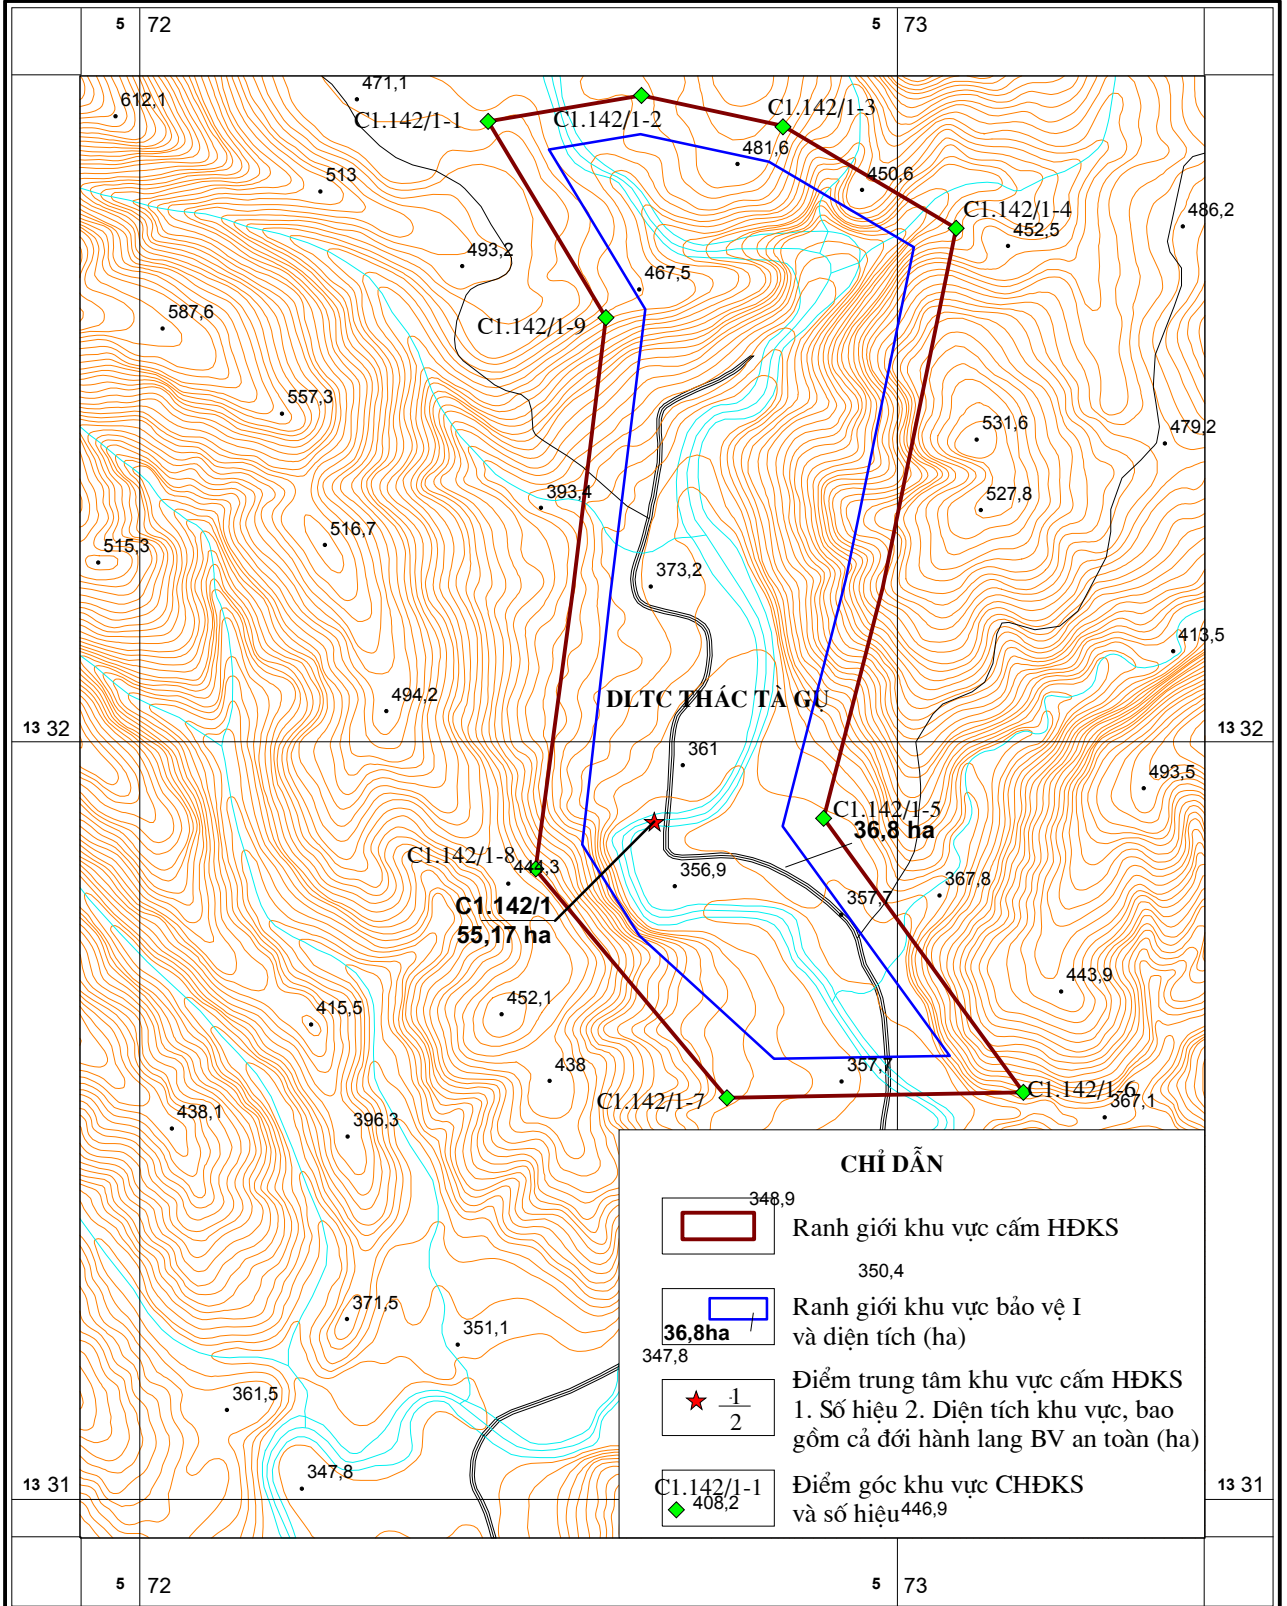 5 72
5 73
612,1
471,1
C1.142/1-1
C1.142/1-2
C1.142/1-3
481,6
450,6
513
C1.142/1-4
452,5
486,2
493,2
467,5
587,6
C1.142/1-9
557,3
531,6
479,2
393,4
527,8
516,7
515,3
373,2
413,5
494,2
DLTC THÁC TÀ GỤ
13 32
13 32
361
493,5
C1.142/1-5
36,8 ha
C1.142/1-8
444,3
356,9
357,7
367,8
C1.142/1
55,17 ha
443,9
452,1
415,5
438
357,7
C1.142/1-7
C1.142/1-6
367,1
438,1
396,3
CHỈ DẪN
348,9
Ranh giới khu vực cấm HĐKS
350,4
Ranh giới khu vực bảo vệ I
và diện tích (ha)
36,8ha
371,5
351,1
347,8
361,5
Điểm trung tâm khu vực cấm HĐKS
1. Số hiệu 2. Diện tích khu vực, bao
gồm cả đới hành lang BV an toàn (ha)
1
2
347,8
C1.142/1-1
408,2
Điểm góc khu vực CHĐKS
và số hiệu
446,9
13 31
13 31
5 72
5 73